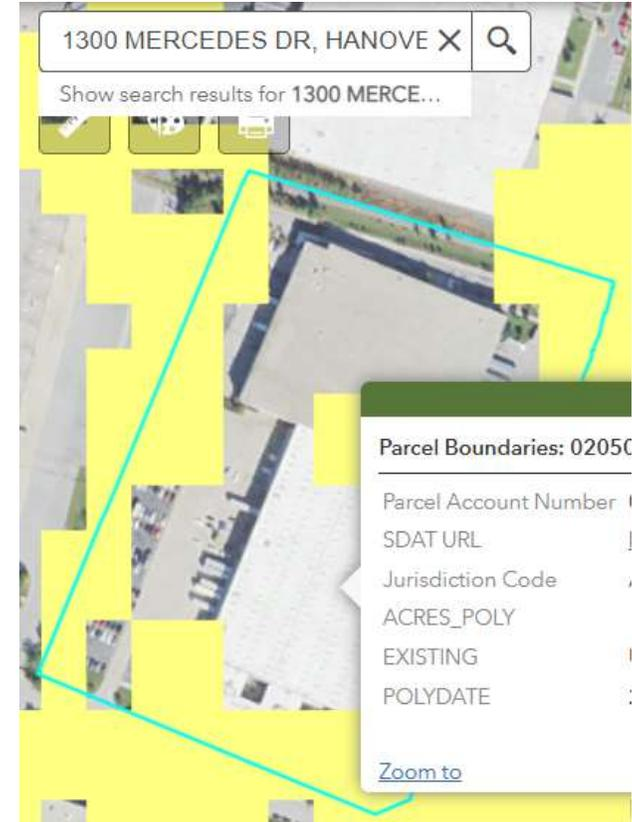 1300 MERCEDES DR, HANOVE
Show search results for 1300 MERCE...
Parcel Boundaries: 02050
Parcel Account Number
SDAT URL
Jurisdiction Code
ACRES_POLY
EXISTING
POLYDATE
Zoom to